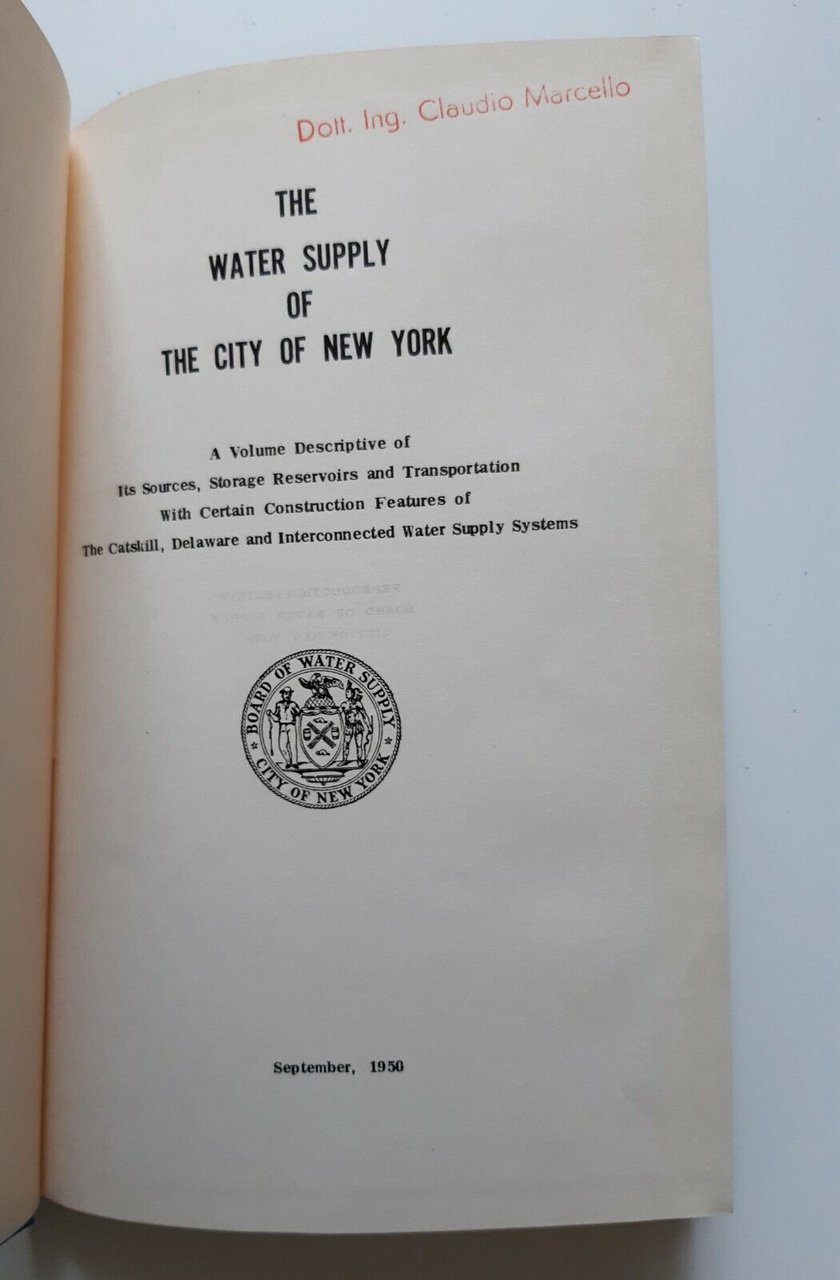 Dott. Ing. Claudio Marcello
THE
WATER SUPPLY
OF
THE CITY OF NEW YORK
A Volume Descriptive of
Its Sources, Storage Reservoirs and Transportation
With Certain Construction Features of
The Catskill, Delaware and Interconnected Water Supply Systems
BOARD OF WATER SUPPLY
* CITY OF NEW YORK *
September, 1950